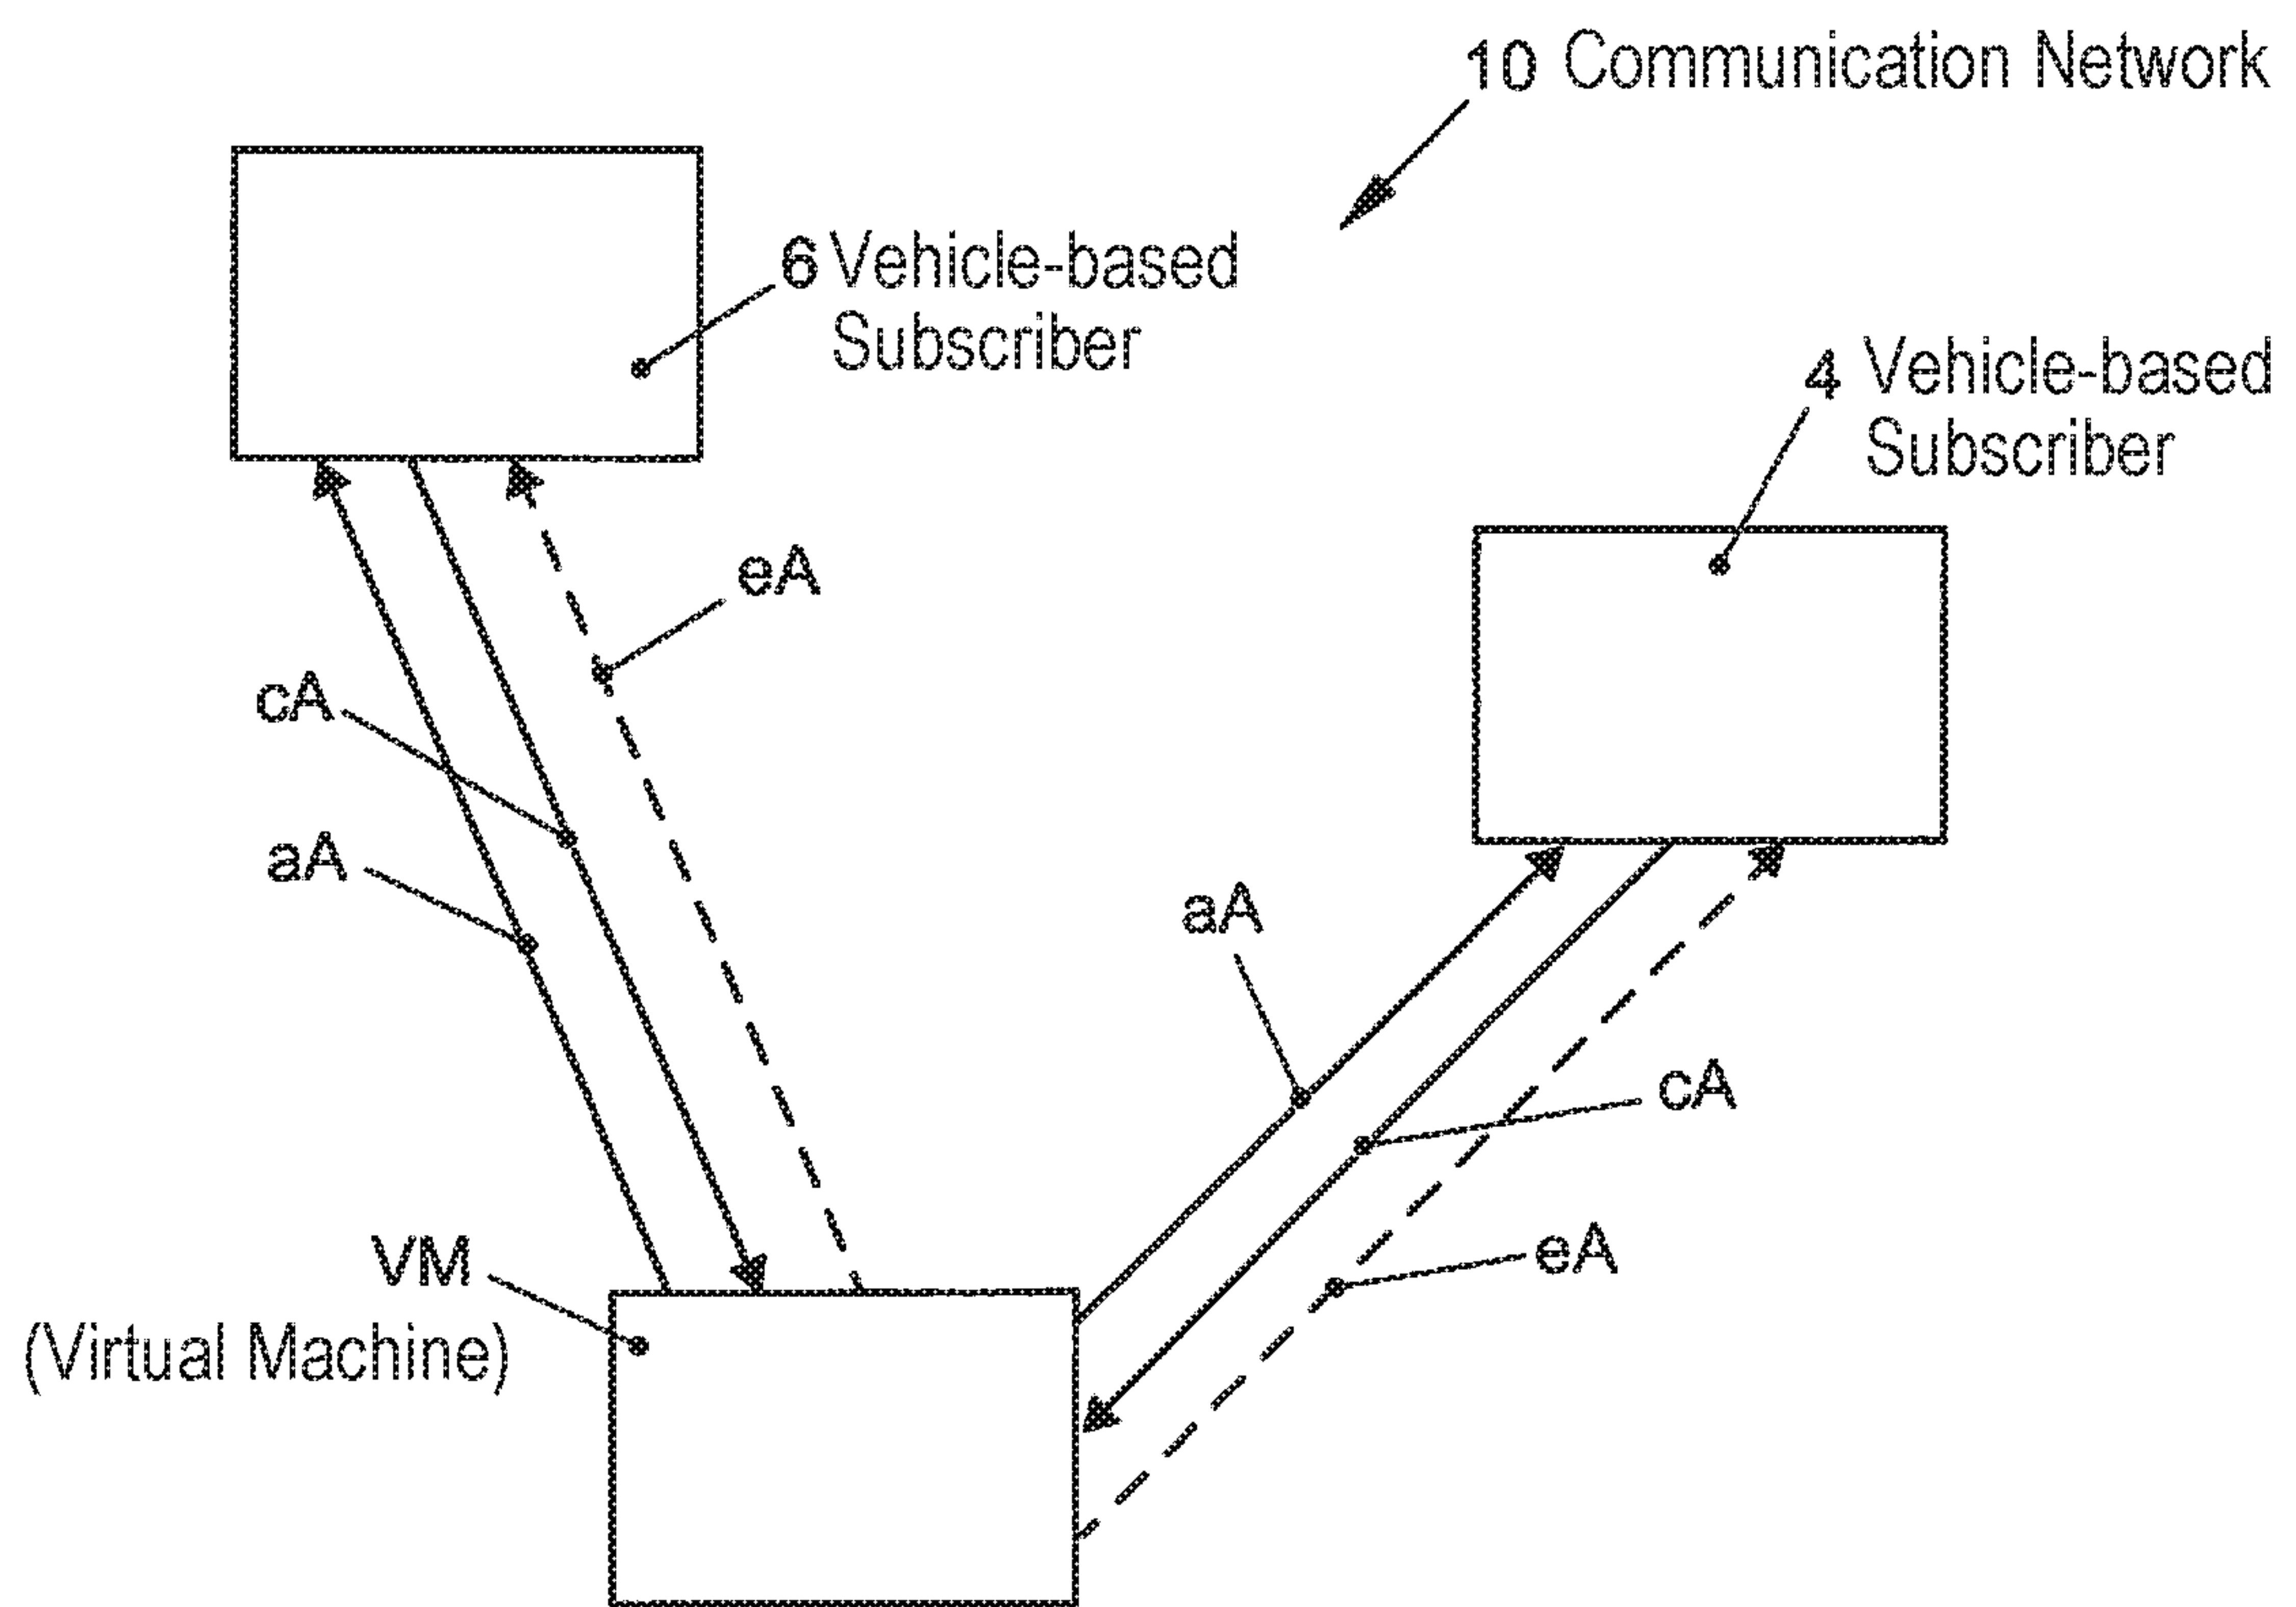 10 Communication Network
6 Vehicle-based
Subscriber
4 Vehicle-based
Subscriber
eA
cA
aA
aA
cA
eA
VM
(Virtual Machine)